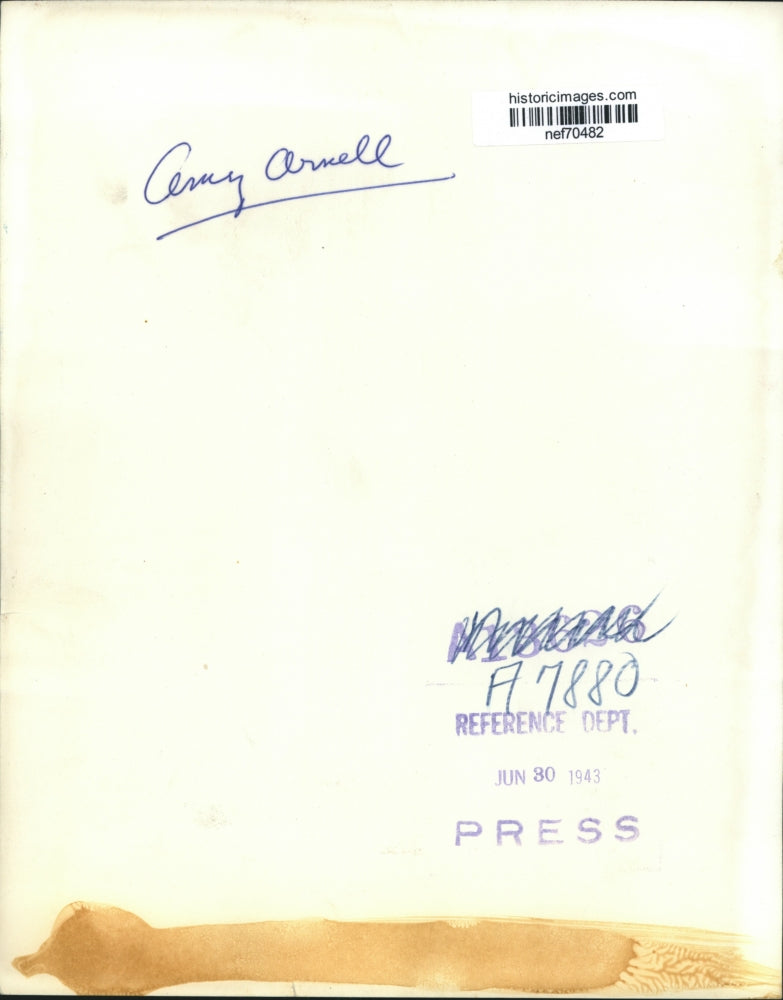 historicimages.com
nef70482
Amy Arnell
A7880
REFERENCE DEPT.
JUN 30 1943
PRESS